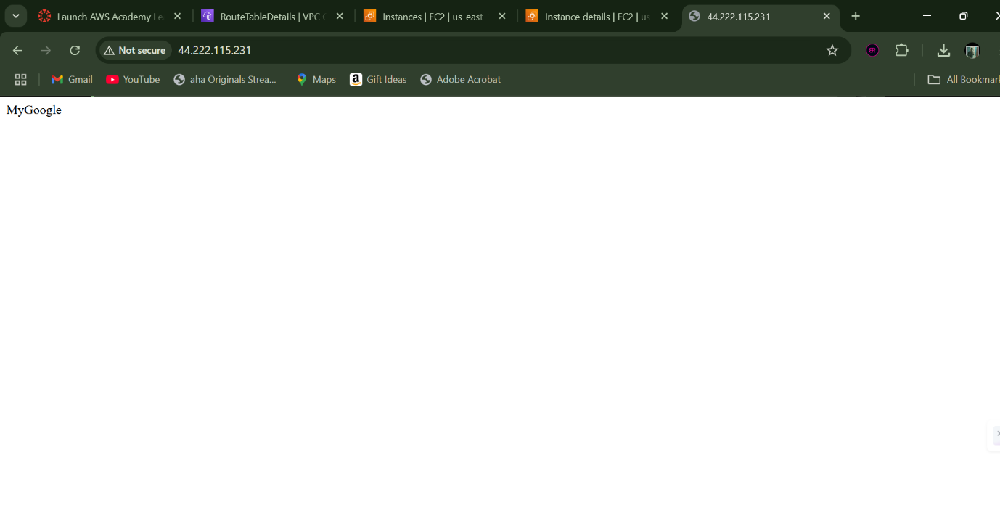 Launch AWS Academy Le
RouteTableDetails | VPC
Instances | EC2 | us-east-
Instance details | EC2 | us
44.222.115.231
Not secure 44.222.115.231
ER
Gmail YouTube aha Originals Strea... Maps a Gift Ideas Adobe Acrobat All Bookmar
MyGoogle